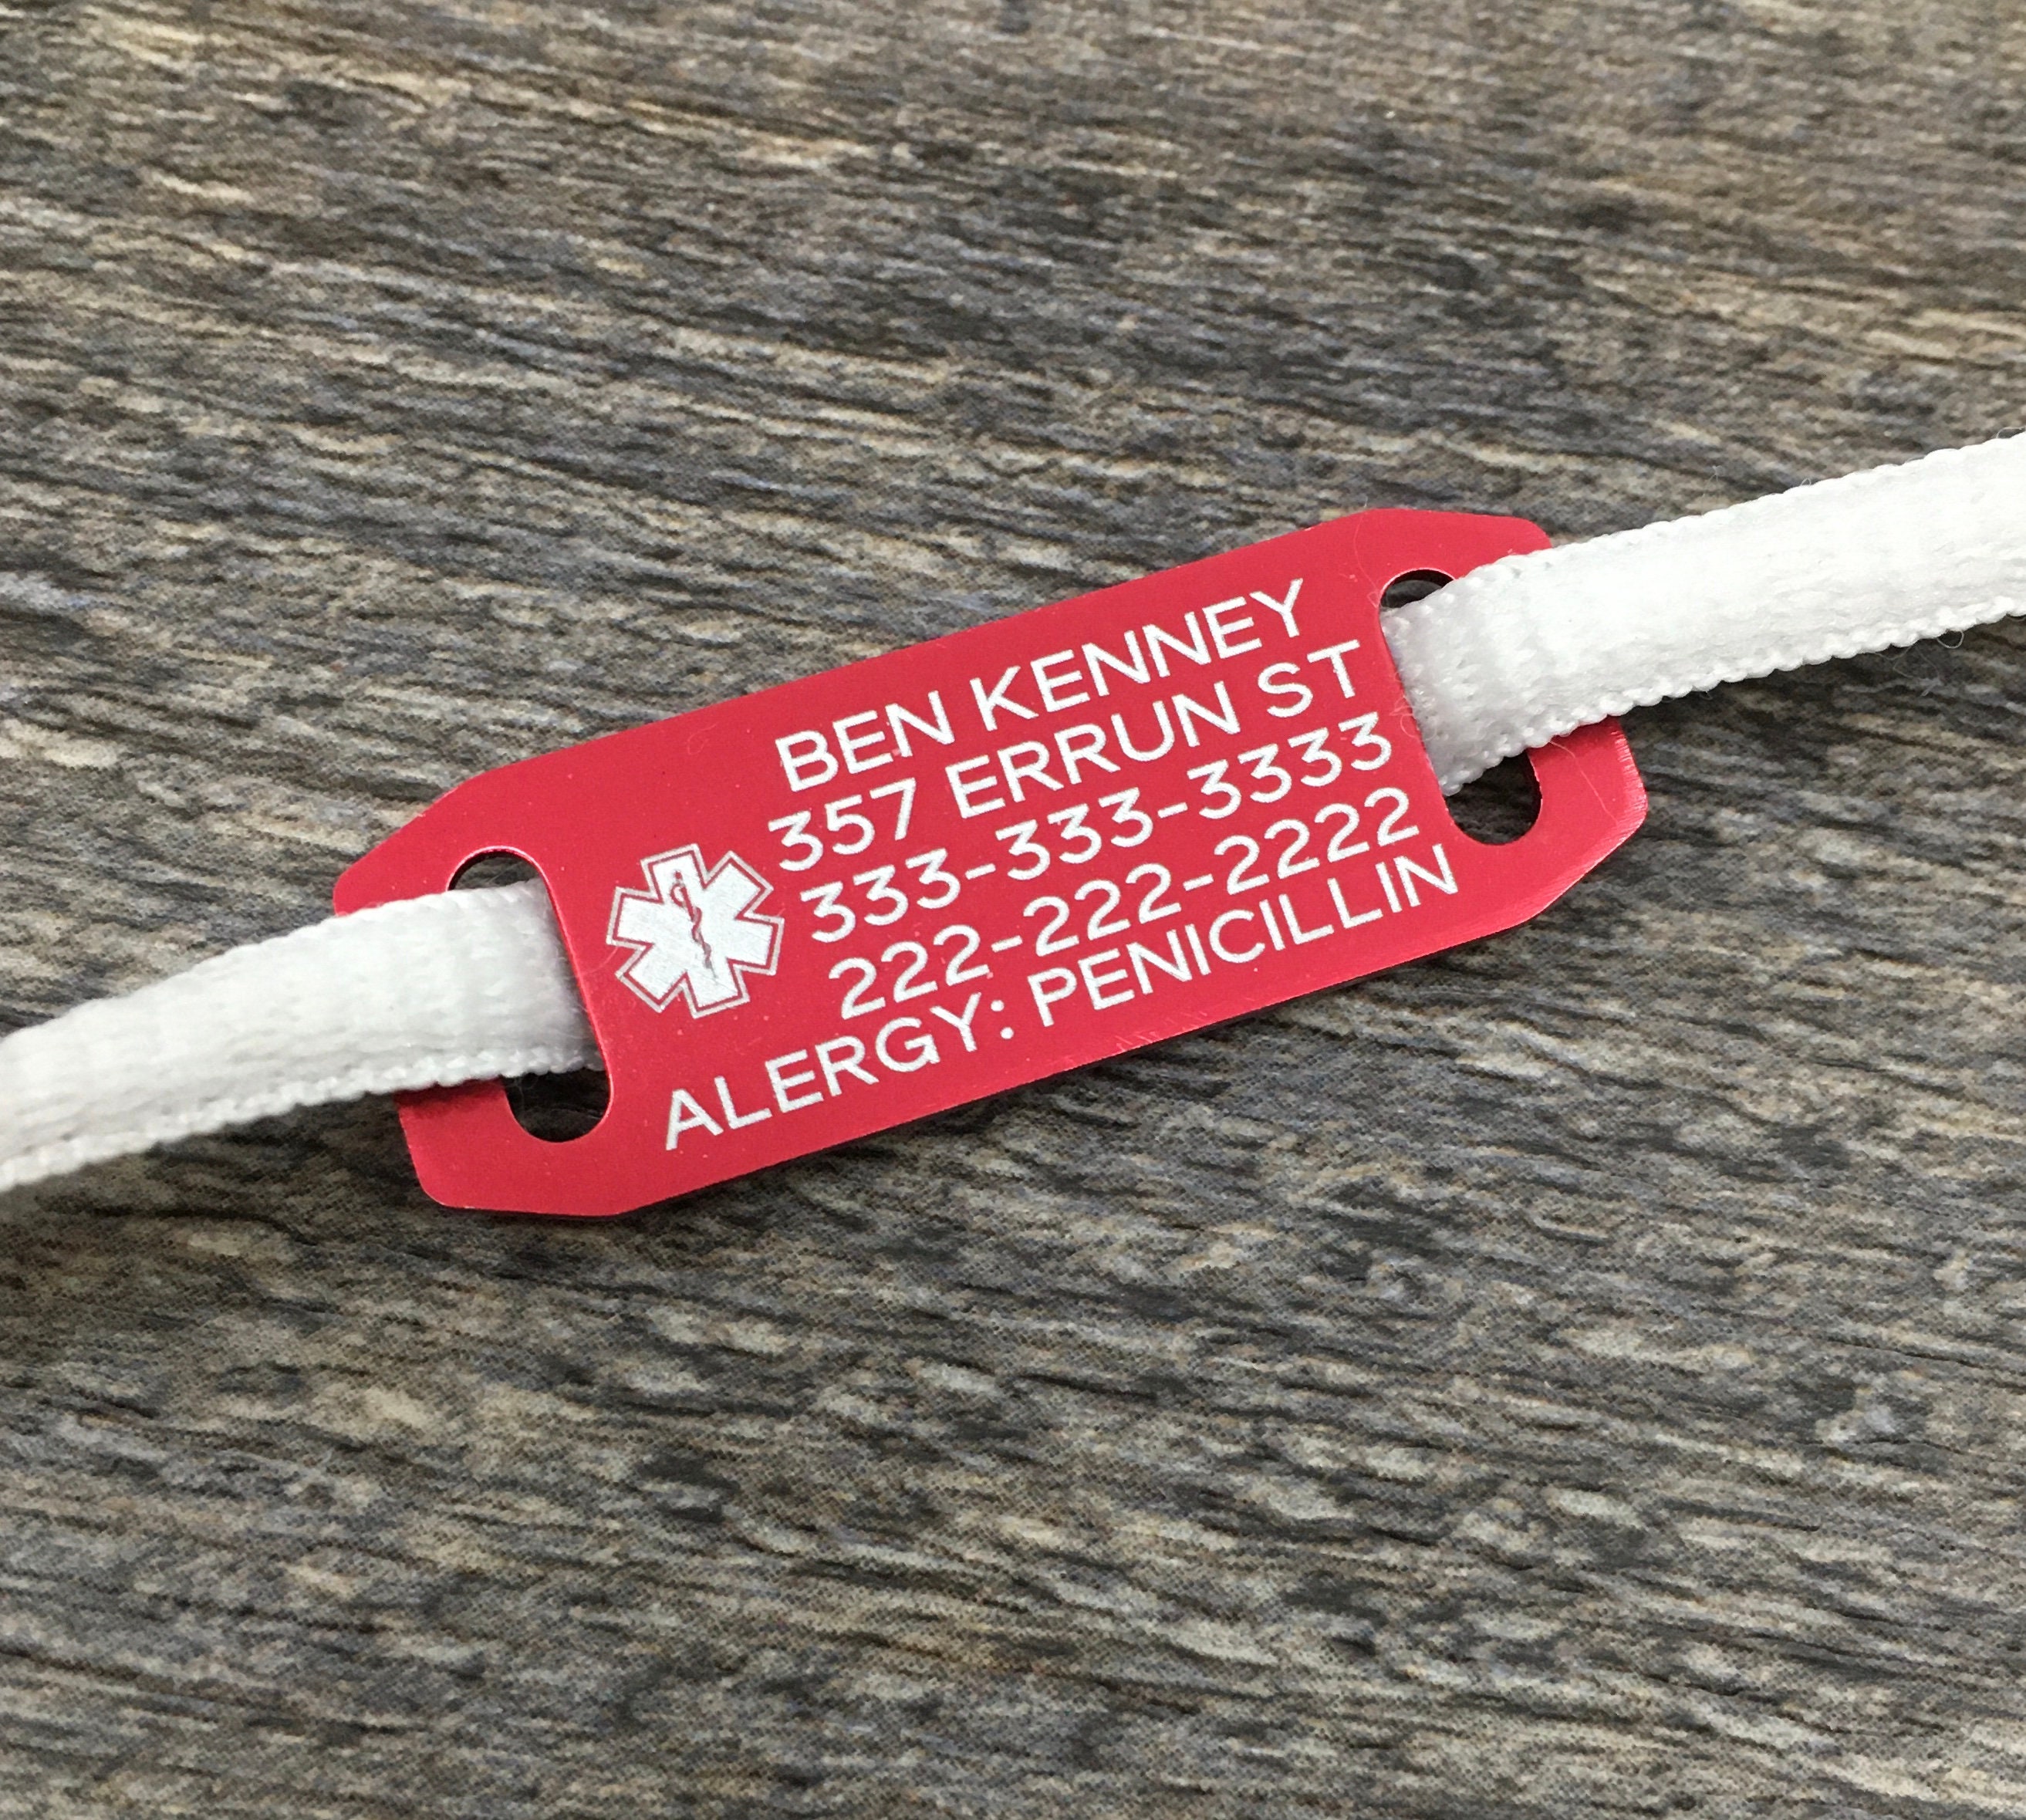 BEN KENNEY
357 ERRUN ST
333-333-3333
222-222-2222
ALERGY: PENICILLIN